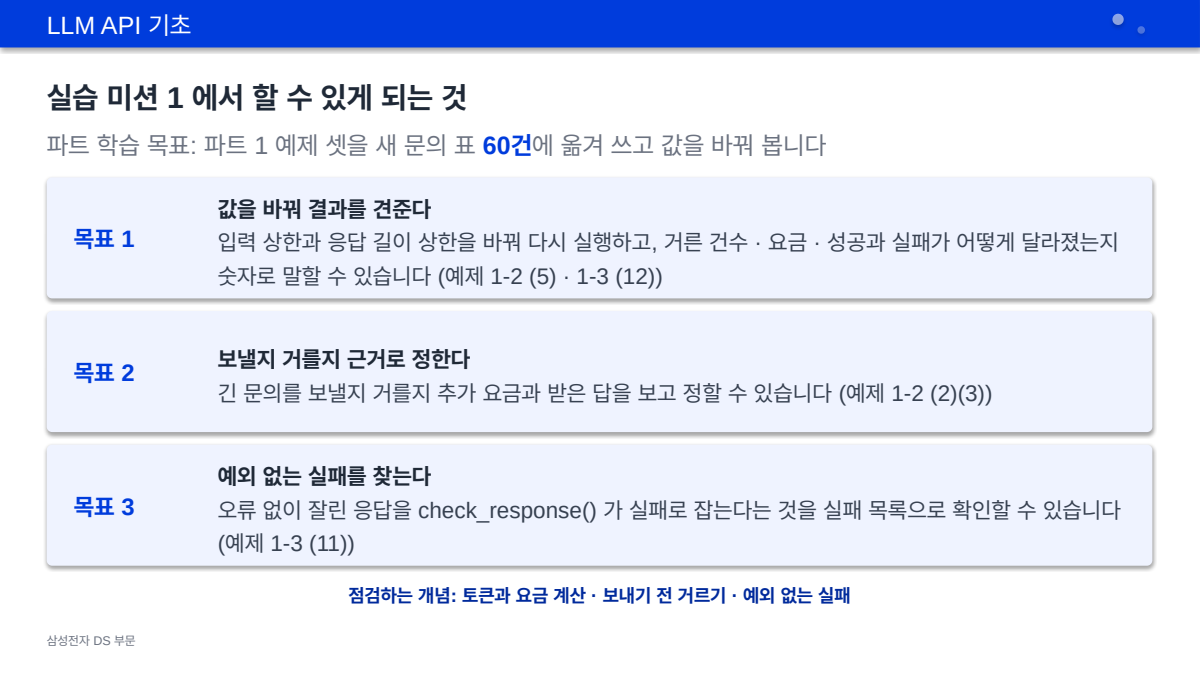 LLM API 기초
실습 미션 1 에서 할 수 있게 되는 것
파트 학습 목표: 파트 1 예제 셋을 새 문의 표 60건에 옮겨 쓰고 값을 바꿔 봅니다
목표 1
값을 바꿔 결과를 견준다
입력 상한과 응답 길이 상한을 바꿔 다시 실행하고, 거른 건수 · 요금 · 성공과 실패가 어떻게 달라졌는지
숫자로 말할 수 있습니다 (예제 1-2 (5) · 1-3 (12))
목표 2
보낼지 거를지 근거로 정한다
긴 문의를 보낼지 거를지 추가 요금과 받은 답을 보고 정할 수 있습니다 (예제 1-2 (2)(3))
목표 3
예외 없는 실패를 찾는다
오류 없이 잘린 응답을 check_response() 가 실패로 잡는다는 것을 실패 목록으로 확인할 수 있습니다
(예제 1-3 (11))
점검하는 개념: 토큰과 요금 계산 · 보내기 전 거르기 · 예외 없는 실패
삼성전자 DS 부문